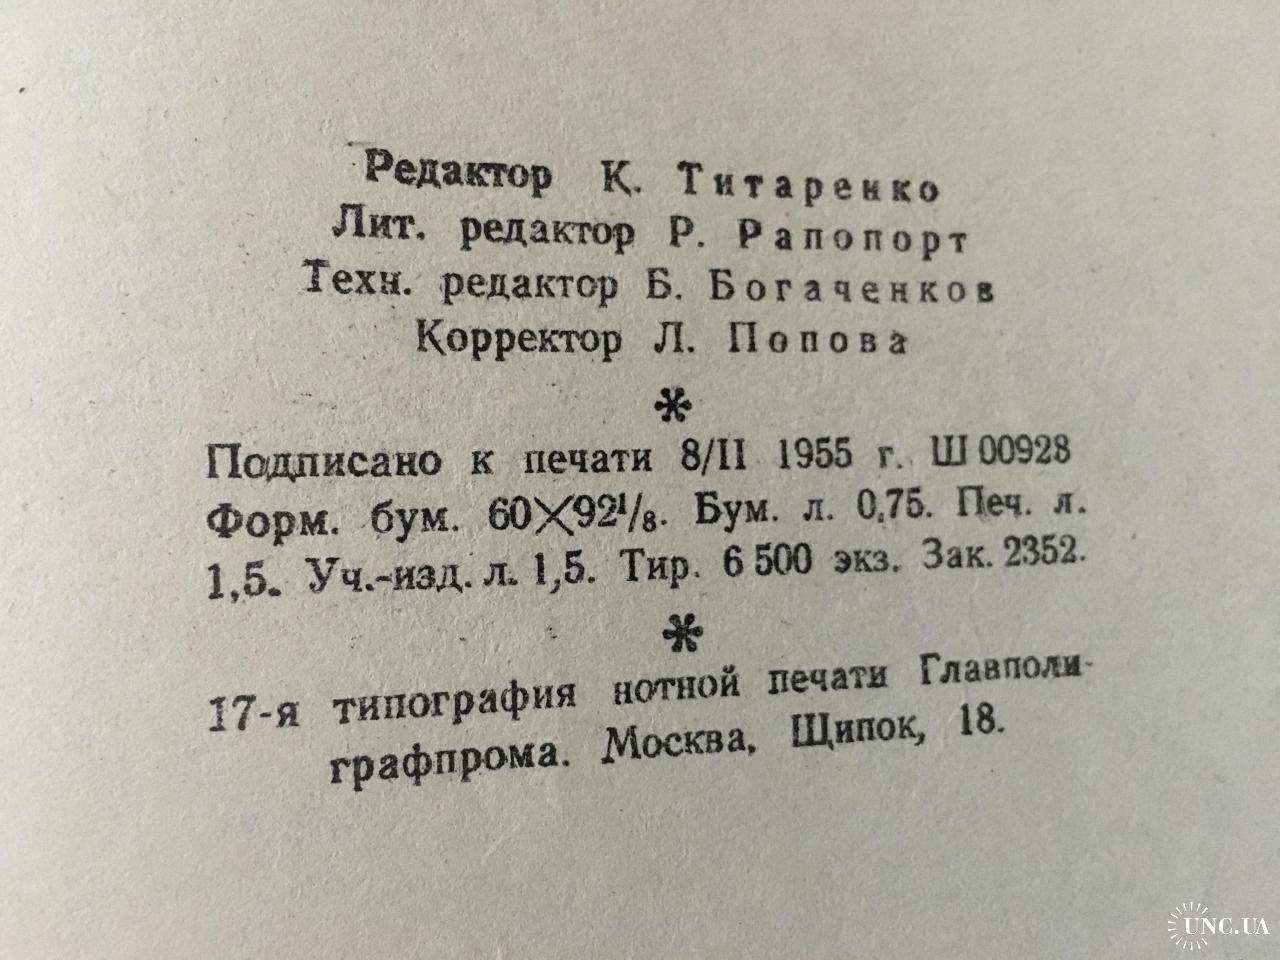 Редактор К. Титаренко
Лит. редактор Р. Рапопорт
Техн. редактор Б. Богаченков
Корректор Л. Попова
*
Подписано к печати 8/II 1955 г. Ш 00928
Форм. бум. 60×92¹/₈. Бум. л. 0,75. Печ. л.
1,5. Уч.-изд. л. 1,5. Тир. 6 500 экз. Зак. 2352.
*
17-я типография нотной печати Главполи-
графпрома. Москва, Щипок, 18.
UNC.UA